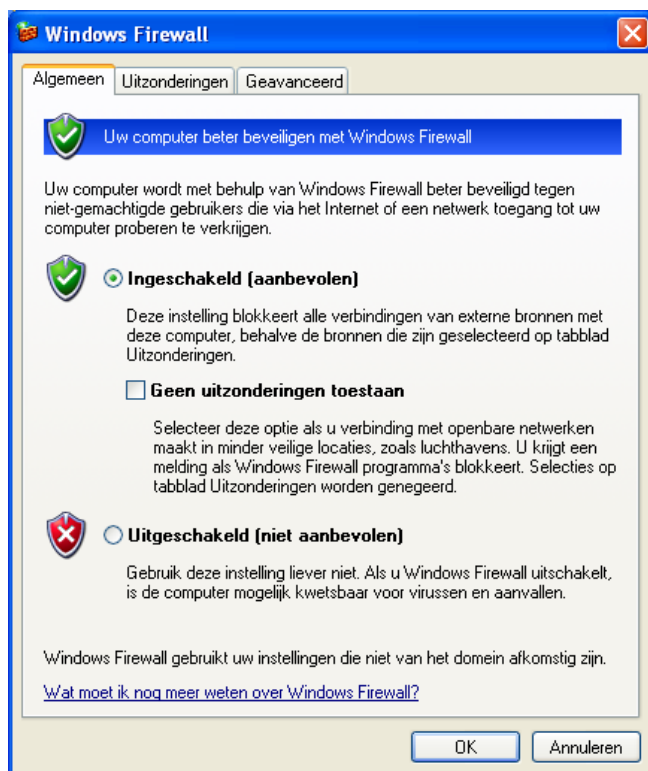 Windows Firewall
Algemeen Uitzonderingen Geavanceerd
Uw computer beter beveiligen met Windows Firewall
Uw computer wordt met behulp van Windows Firewall beter beveiligd tegen
niet-gemachtigde gebruikers die via het Internet of een netwerk toegang tot uw
computer proberen te verkrijgen.
Ingeschakeld (aanbevolen)
Deze instelling blokkeert alle verbindingen van externe bronnen met
deze computer, behalve de bronnen die zijn geselecteerd op tabblad
Uitzonderingen.
Geen uitzonderingen toestaan
Selecteer deze optie als u verbinding met openbare netwerken
maakt in minder veilige locaties, zoals luchthavens. U krijgt een
melding als Windows Firewall programma's blokkeert. Selecties op
tabblad Uitzonderingen worden genegeerd.
Uitgeschakeld (niet aanbevolen)
Gebruik deze instelling liever niet. Als u Windows Firewall uitschakelt,
is de computer mogelijk kwetsbaar voor virussen en aanvallen.
Windows Firewall gebruikt uw instellingen die niet van het domein afkomstig zijn.
Wat moet ik nog meer weten over Windows Firewall?
OK Annuleren